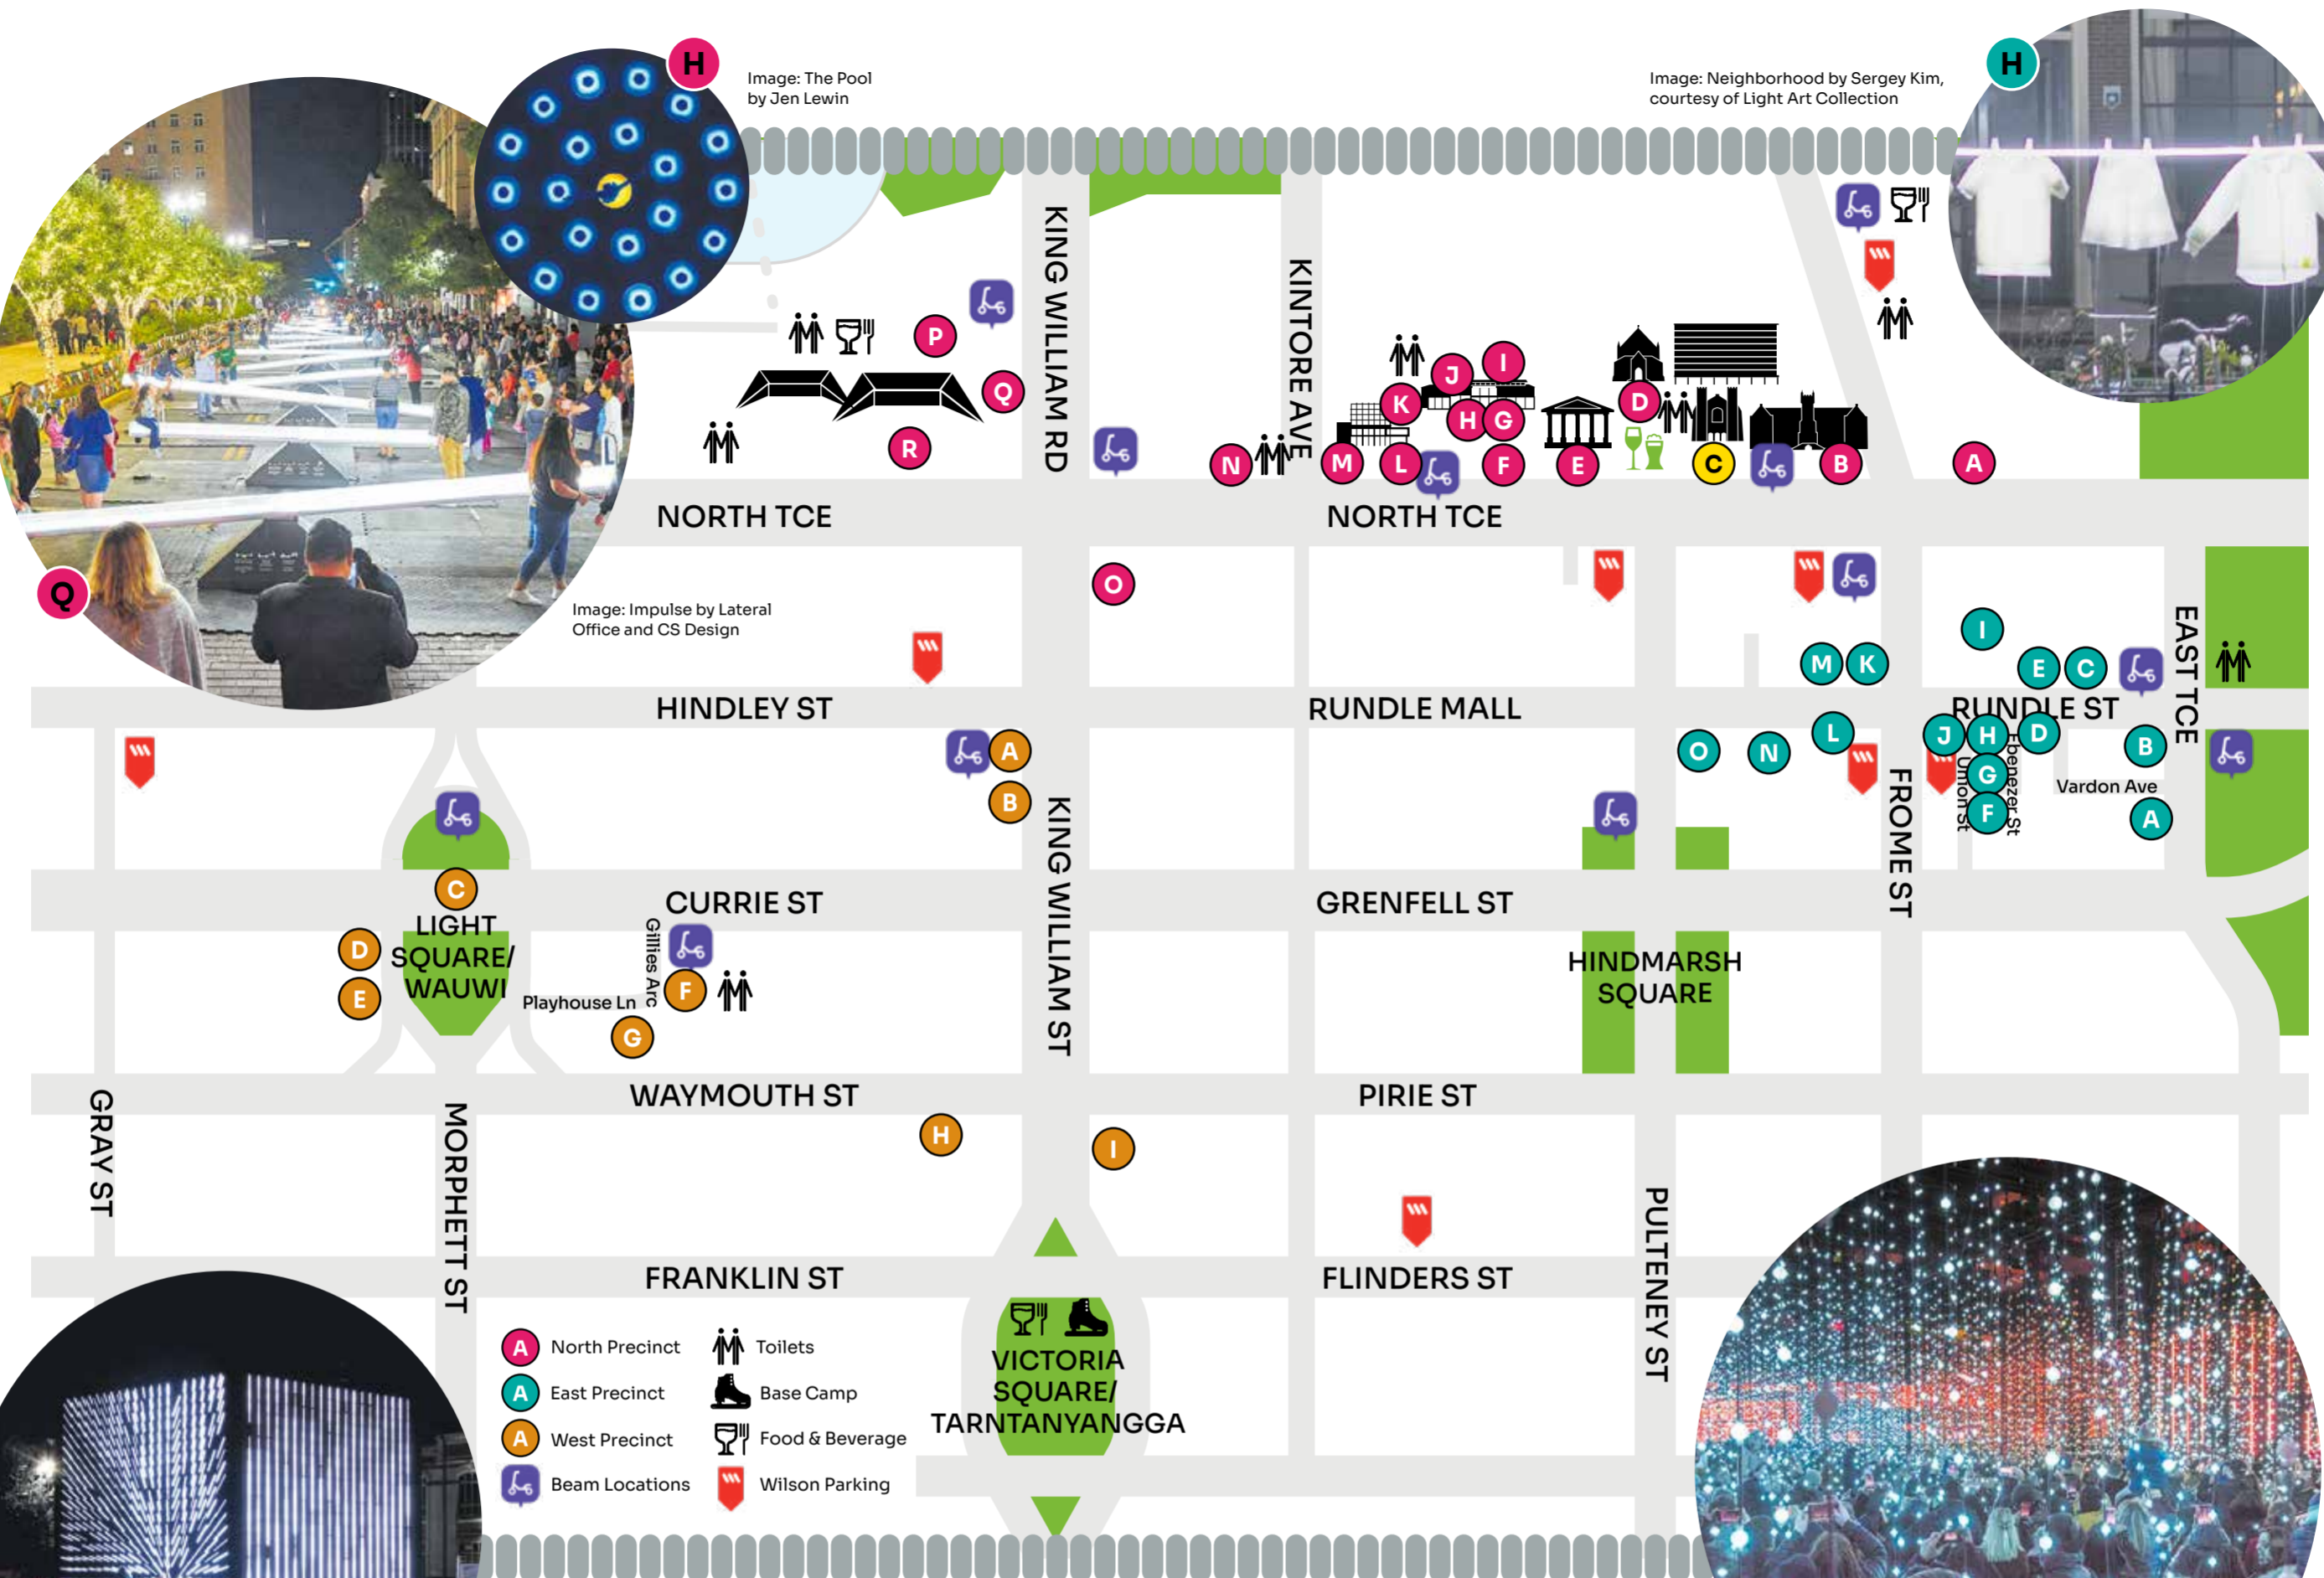 H
Image: The Pool
by Jen Lewin
Image: Neighborhood by Sergey Kim,
courtesy of Light Art Collection
H
KING WILLIAM RD
KINTORE AVE
P
Q
R
N
M
L
K
J
I
H
G
F
E
D
C
B
A
NORTH TCE
NORTH TCE
Q
Image: Impulse by Lateral
Office and CS Design
O
I
M
K
E
C
EAST TCE
HINDLEY ST
RUNDLE MALL
RUNDLE ST
A
B
O
N
L
J
H
D
B
G
F
Union St
Ebenezer St
Vardon Ave
A
KING WILLIAM ST
FROME ST
C
CURRIE ST
GRENFELL ST
LIGHT
SQUARE/
WAUWI
D
E
Gillies Arc
Playhouse Ln
F
G
HINDMARSH
SQUARE
WAYMOUTH ST
PIRIE ST
GRAY ST
MORPHETT ST
H
I
PULTENEY ST
FRANKLIN ST
FLINDERS ST
VICTORIA
SQUARE/
TARNTANYANGGA
A North Precinct
A East Precinct
A West Precinct
Beam Locations
Toilets
Base Camp
Food & Beverage
Wilson Parking